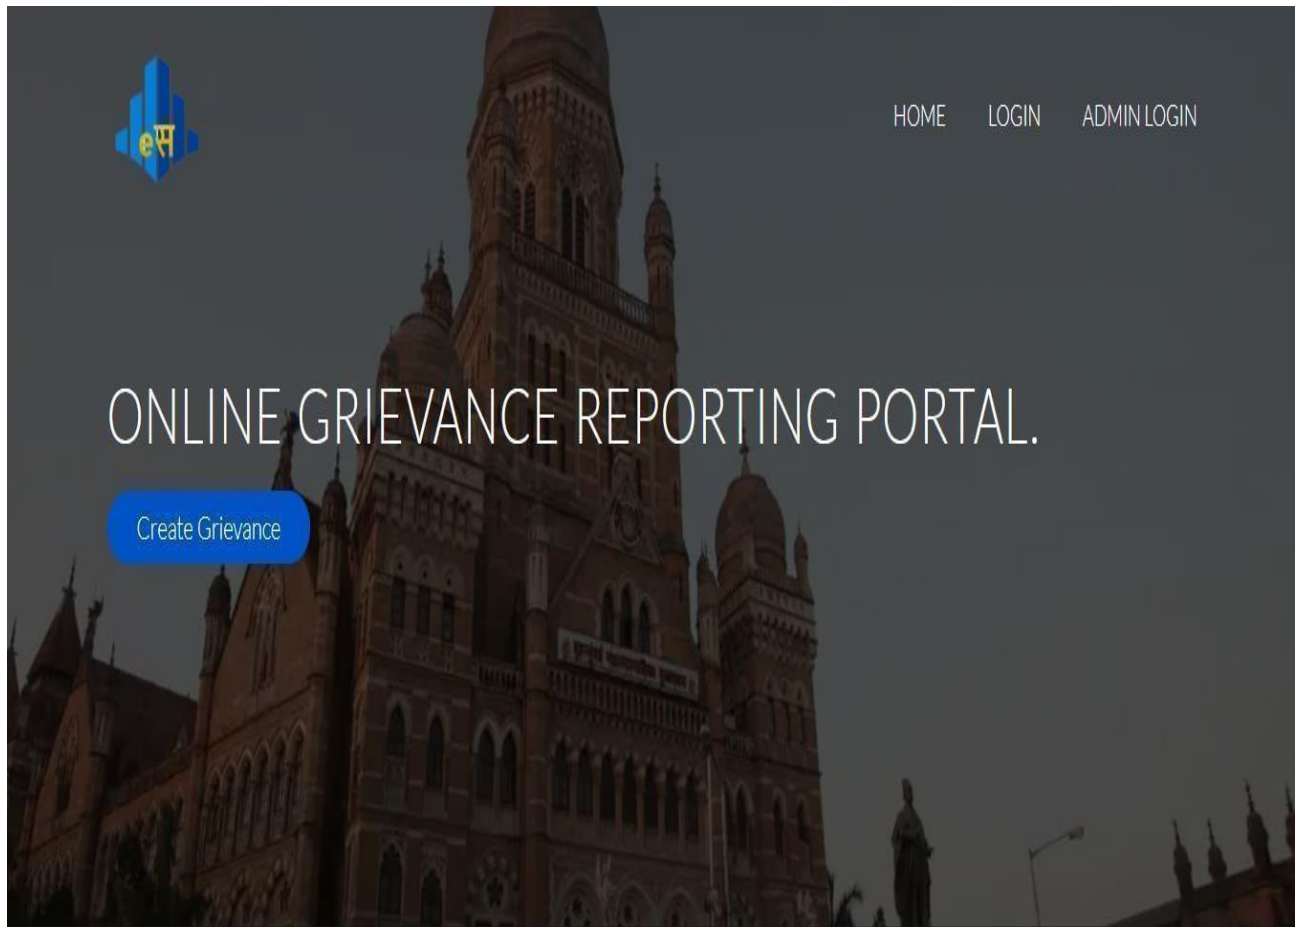 eस
HOME LOGIN ADMIN LOGIN
ONLINE GRIEVANCE REPORTING PORTAL.
Create Grievance